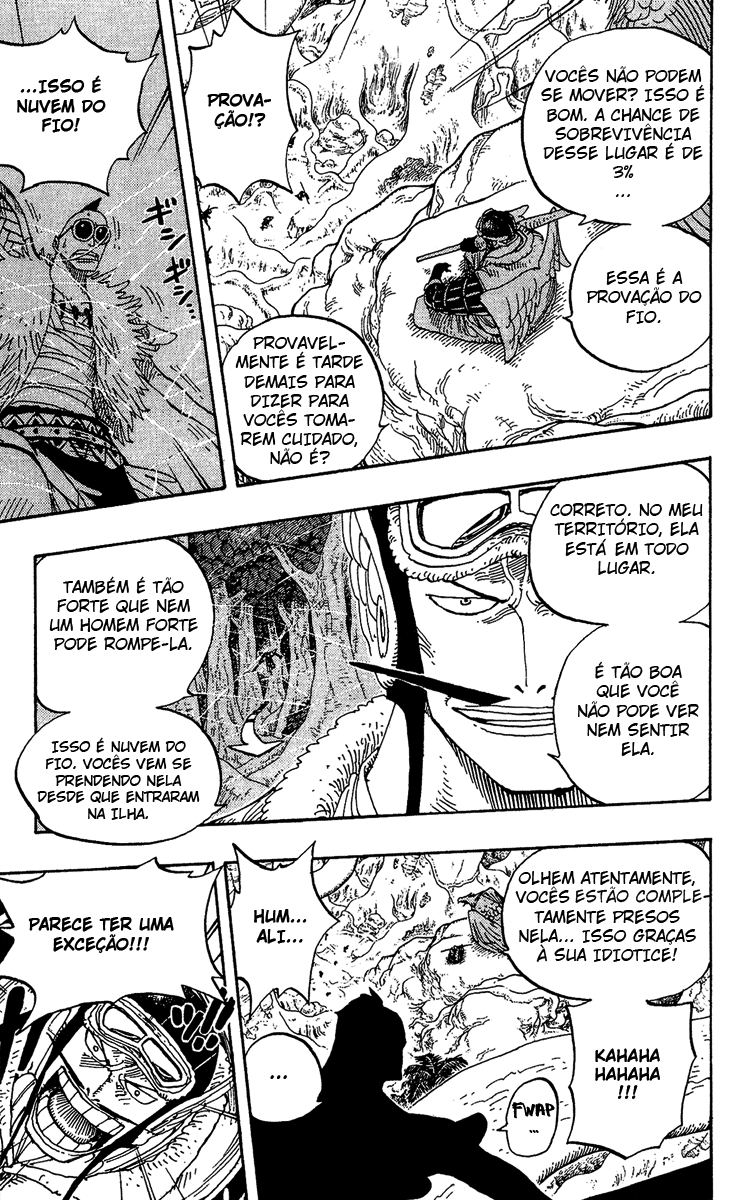 VOCÊS NÃO PODEM
SE MOVER? ISSO É
BOM. A CHANCE DE
SOBREVIVÊNCIA
DESSE LUGAR É DE
3%
...
ESSA É A
PROVAÇÃO DO
FIO.
PROVA-
ÇÃO!?
PROVAVEL-
MENTE É TARDE
DEMAIS PARA
DIZER PARA
VOCÊS TOMA-
REM CUIDADO,
NÃO É?
...ISSO É
NUVEM DO
FIO!
ギシギシ
CORRETO. NO MEU
TERRITÓRIO, ELA
ESTÁ EM TODO
LUGAR.
É TÃO BOA
QUE VOCÊ
NÃO PODE VER
NEM SENTIR
ELA.
TAMBÉM É TÃO
FORTE QUE NEM
UM HOMEM FORTE
PODE ROMPE-LA.
ISSO É NUVEM DO
FIO. VOCÊS VEM SE
PRENDENDO NELA
DESDE QUE ENTRARAM
NA ILHA.
OLHEM ATENTAMENTE,
VOCÊS ESTÃO COMPLE-
TAMENTE PRESOS
NELA... ISSO GRAÇAS
À SUA IDIOTICE!
KAHAHA
HAHAHA
!!!
HUM...
ALI...
...
FWAP
...
PARECE TER UMA
EXCEÇÃO!!!